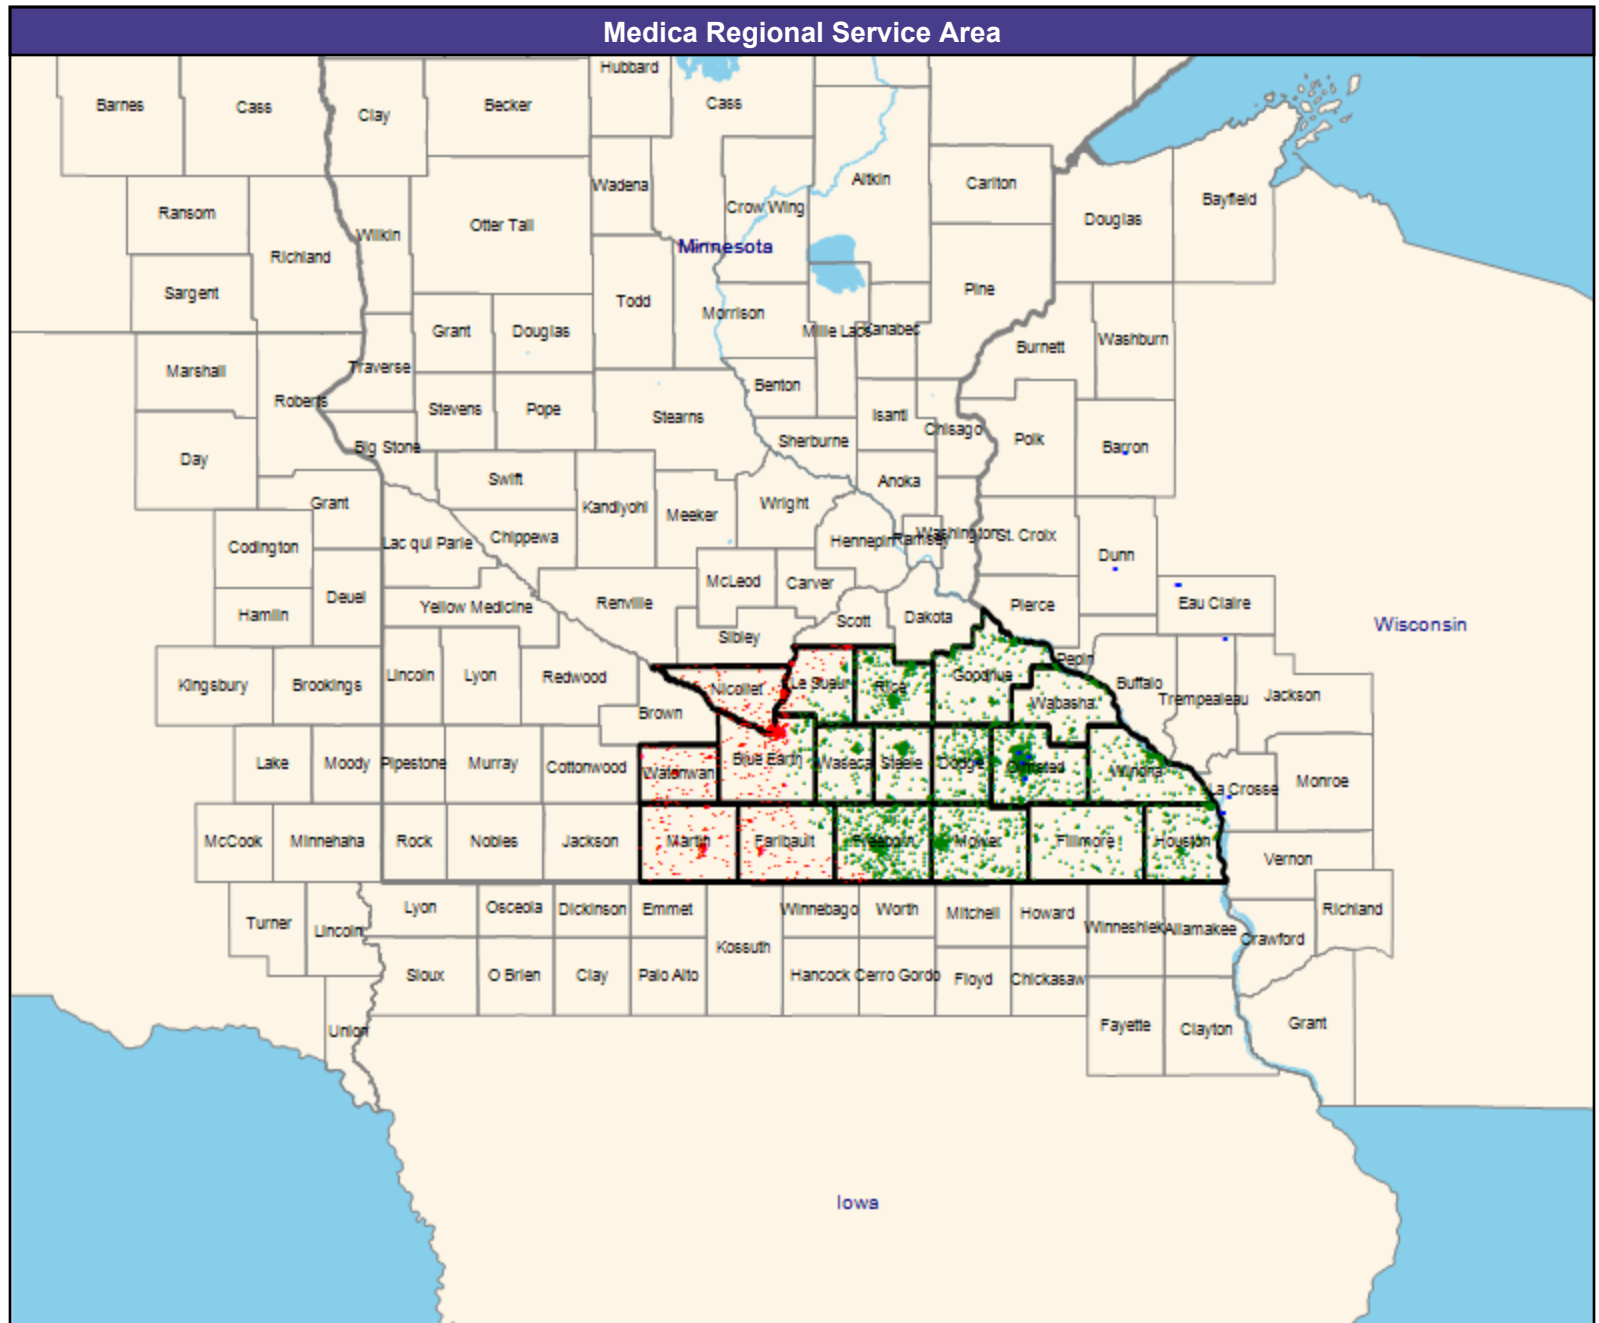 Medica Regional Service Area
Hubbard
Barnes Cass Clay Becker Cass
Wadena Aitkin Carlton
Ransom Crow Wing Douglas Bayfield
Otter Tail
Wilkin
Minnesota
Richland
Sargent Todd Pine
Morrison
Grant Douglas Mille Lacs Kanabec
Burnett Washburn
Marshall Traverse
Benton
Roberts Stevens Pope Stearns Isanti
Chisago
Big Stone Sherburne Polk Barron
Day
Swift Anoka
Grant Kandiyohi Meeker Wright
Codington Lac qui Parle Chippewa Hennepin Ramsey Washington St. Croix
Dunn
McLeod Carver
Deuel Renville Yellow Medicine Pierce Eau Claire
Hamlin Scott Dakota
Sibley Wisconsin
Pepin
Kingsbury Brookings Lincoln Lyon Redwood Nicollet Le Sueur Rice Goodhue Buffalo
Trempealeau Jackson
Brown Wabasha
Lake Moody Pipestone Murray Cottonwood Watonwan Blue Earth Waseca Steele Dodge Olmsted Winona
La Crosse Monroe
McCook Minnehaha Rock Nobles Jackson Martin Faribault Freeborn Mower Fillmore Houston
Vernon
Turner Lincoln Lyon Osceola Dickinson Emmet Winnebago Worth Mitchell Howard Richland
Winneshiek Allamakee Crawford
Kossuth
Sioux O Brien Clay Palo Alto Hancock Cerro Gordo Floyd Chickasaw
Union Fayette Clayton Grant
Iowa